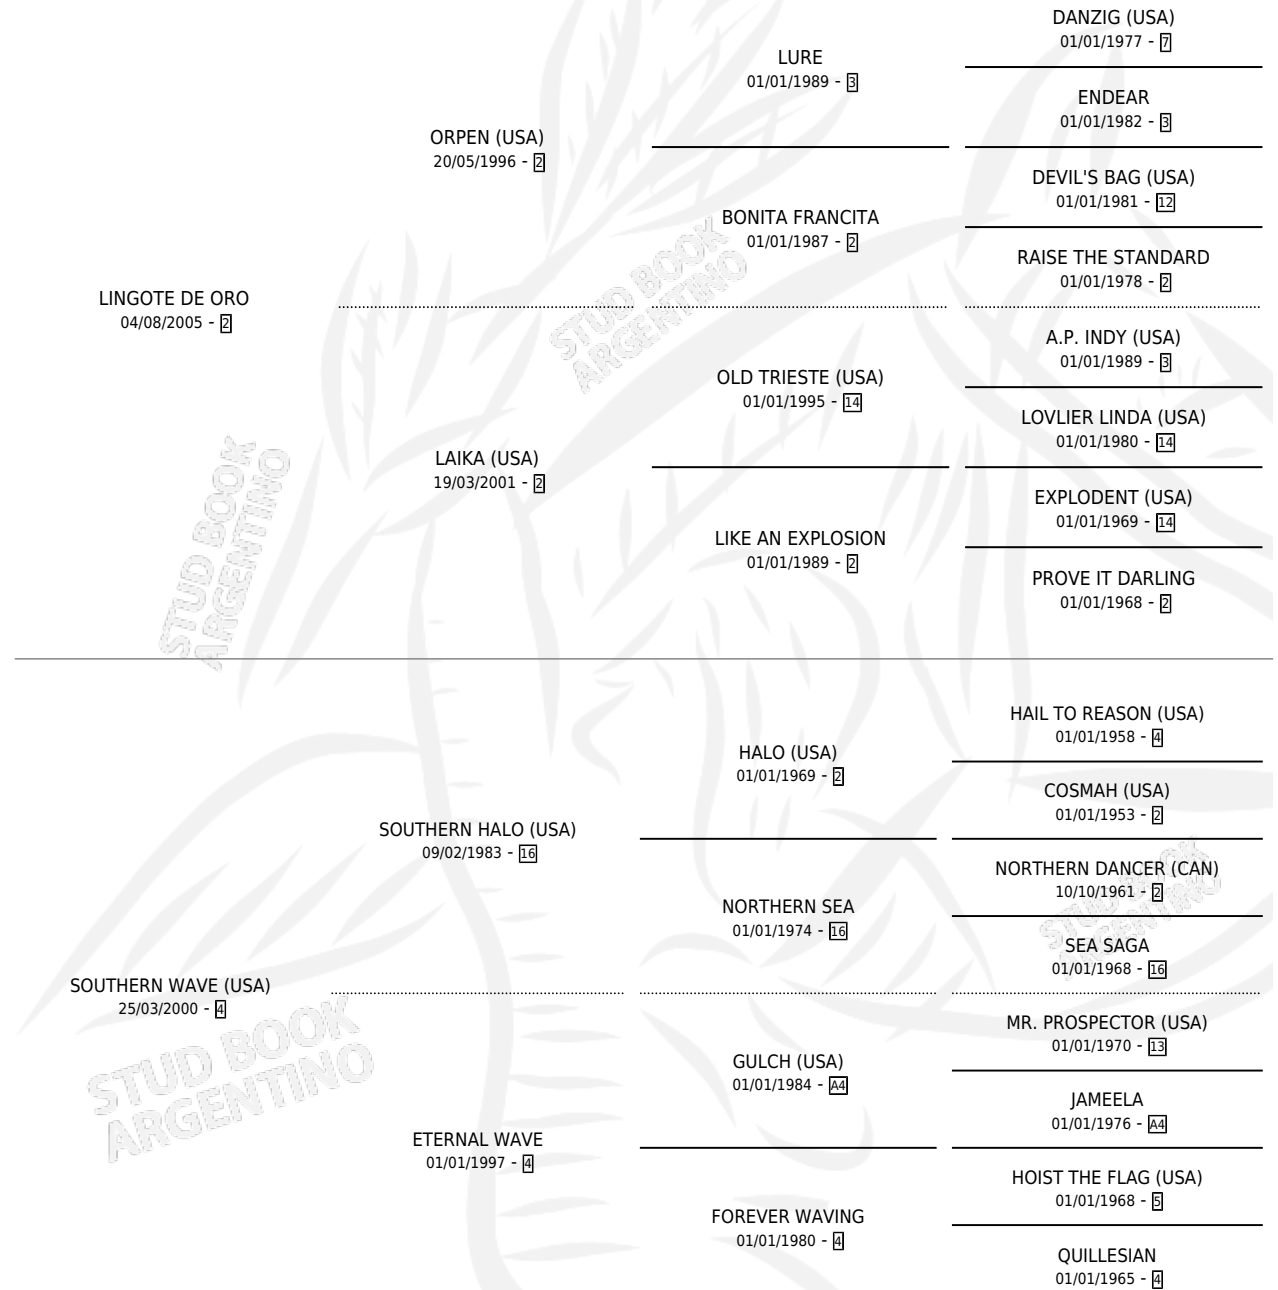 DANZIG (USA)
01/01/1977 - 7
LURE
01/01/1989 - 3
ENDEAR
01/01/1982 - 3
ORPEN (USA)
20/05/1996 - 2
DEVIL'S BAG (USA)
01/01/1981 - 12
BONITA FRANCITA
01/01/1987 - 2
RAISE THE STANDARD
01/01/1978 - 2
LINGOTE DE ORO
04/08/2005 - 2
STUD BOOK
ARGENTINO
A.P. INDY (USA)
01/01/1989 - 3
OLD TRIESTE (USA)
01/01/1995 - 14
LOVLIER LINDA (USA)
01/01/1980 - 14
LAIKA (USA)
19/03/2001 - 2
EXPLODENT (USA)
01/01/1969 - 14
LIKE AN EXPLOSION
01/01/1989 - 2
PROVE IT DARLING
01/01/1968 - 2
STUD BOOK
ARGENTINO
HAIL TO REASON (USA)
01/01/1958 - 4
HALO (USA)
01/01/1969 - 2
COSMAH (USA)
01/01/1953 - 2
SOUTHERN HALO (USA)
09/02/1983 - 16
NORTHERN DANCER (CAN)
10/10/1961 - 2
NORTHERN SEA
01/01/1974 - 16
SEA SAGA
01/01/1968 - 16
STUD BOOK
ARGENTINO
SOUTHERN WAVE (USA)
25/03/2000 - 4
MR. PROSPECTOR (USA)
01/01/1970 - 13
GULCH (USA)
01/01/1984 - A4
JAMEELA
01/01/1976 - A4
STUD BOOK
ARGENTINO
ETERNAL WAVE
01/01/1997 - 4
HOIST THE FLAG (USA)
01/01/1968 - 5
FOREVER WAVING
01/01/1980 - 4
QUILLESIAN
01/01/1965 - 4